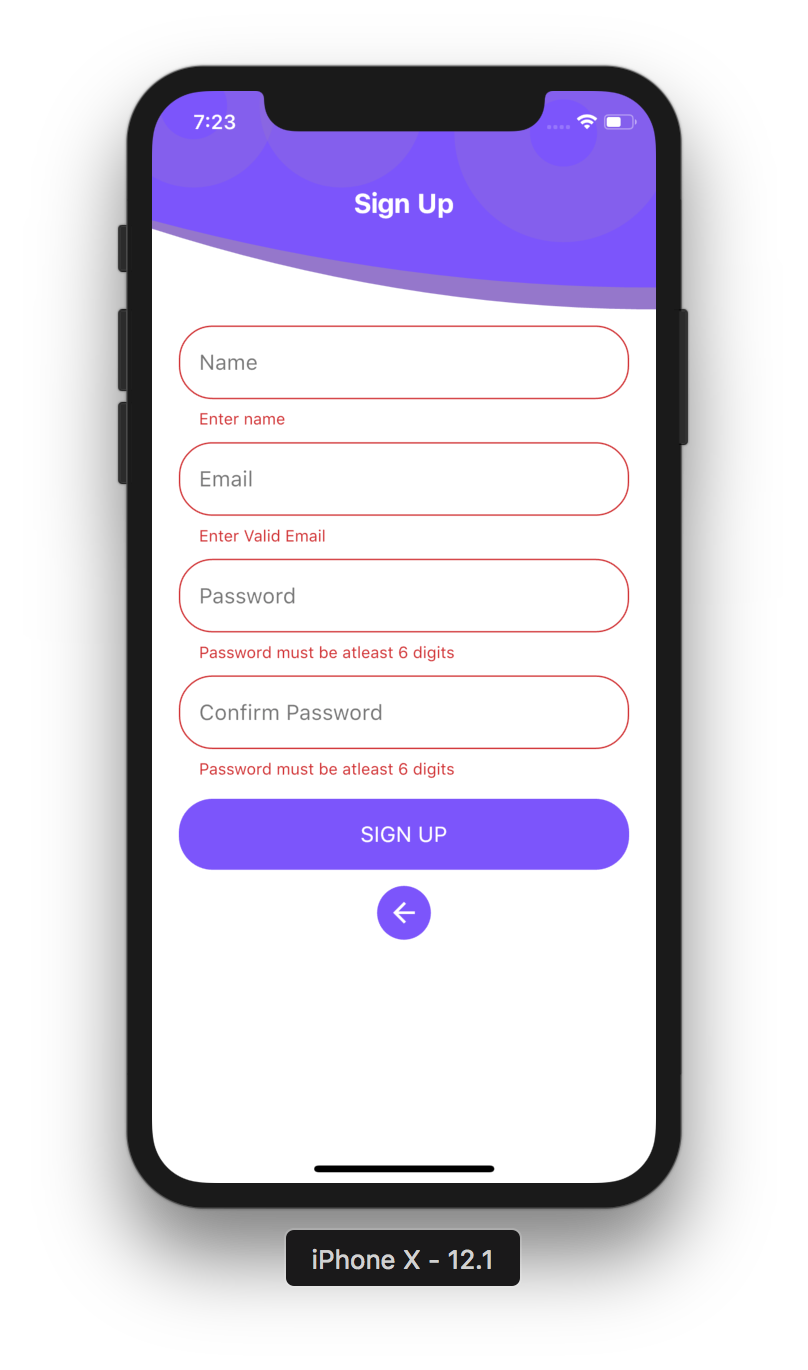 7:23
Sign Up
Name
Enter name
Email
Enter Valid Email
Password
Password must be atleast 6 digits
Confirm Password
Password must be atleast 6 digits
SIGN UP
iPhone X - 12.1